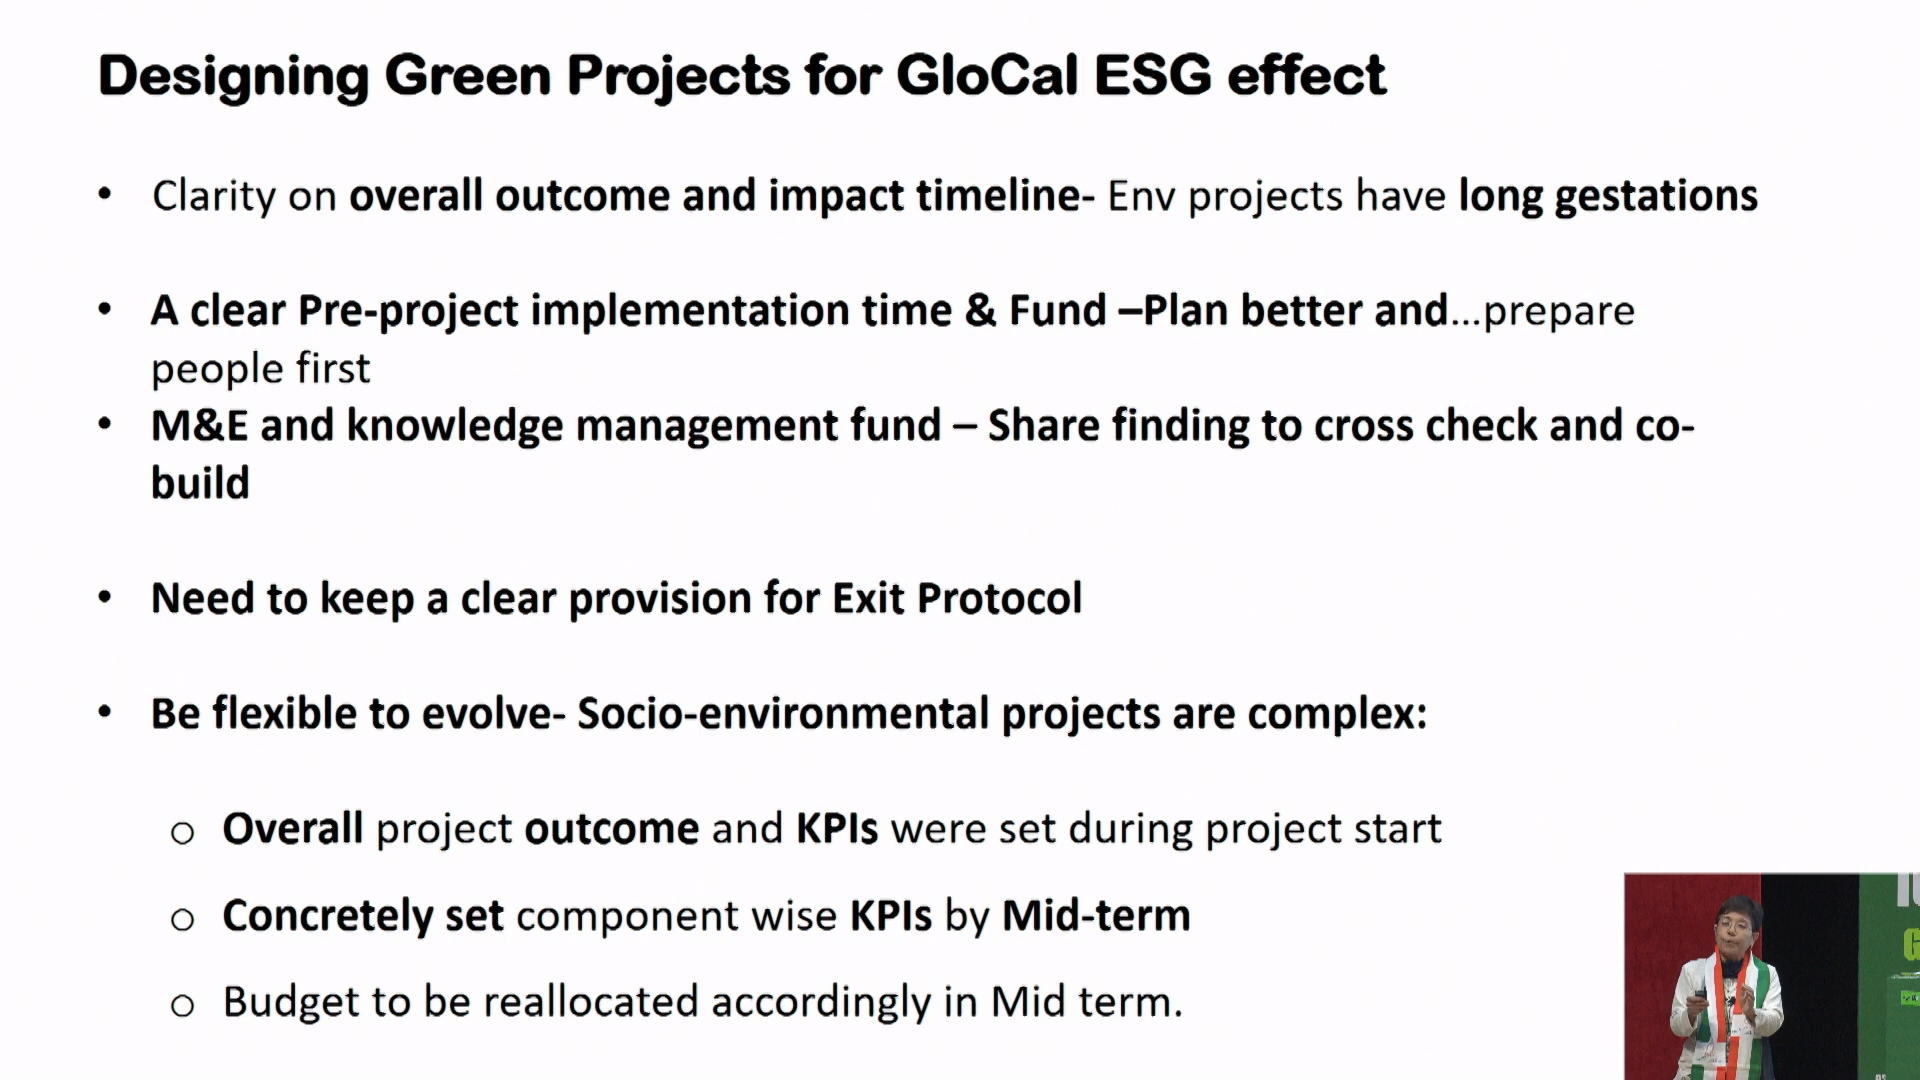 Designing Green Projects for GloCal ESG effect
• Clarity on overall outcome and impact timeline- Env projects have long gestations
• A clear Pre-project implementation time & Fund –Plan better and...prepare
people first
• M&E and knowledge management fund – Share finding to cross check and co-
build
• Need to keep a clear provision for Exit Protocol
• Be flexible to evolve- Socio-environmental projects are complex:
o Overall project outcome and KPIs were set during project start
o Concretely set component wise KPIs by Mid-term
o Budget to be reallocated accordingly in Mid term.